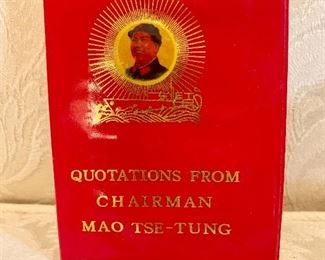 QUOTATIONS FROM
CHAIRMAN
MAO TSE-TUNG